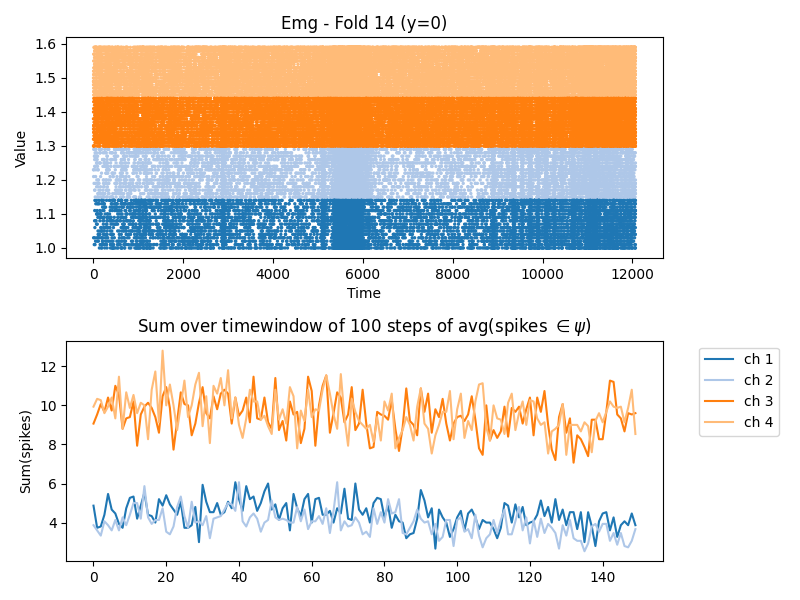 Emg - Fold 14 (y=0)
Value
1.6
1.5
1.4
1.3
1.2
1.1
1.0
0 2000 4000 6000 8000 10000 12000
Time
Sum over timewindow of 100 steps of avg(spikes ∈ ψ)
Sum(spikes)
12
10
8
6
4
0 20 40 60 80 100 120 140
ch 1
ch 2
ch 3
ch 4